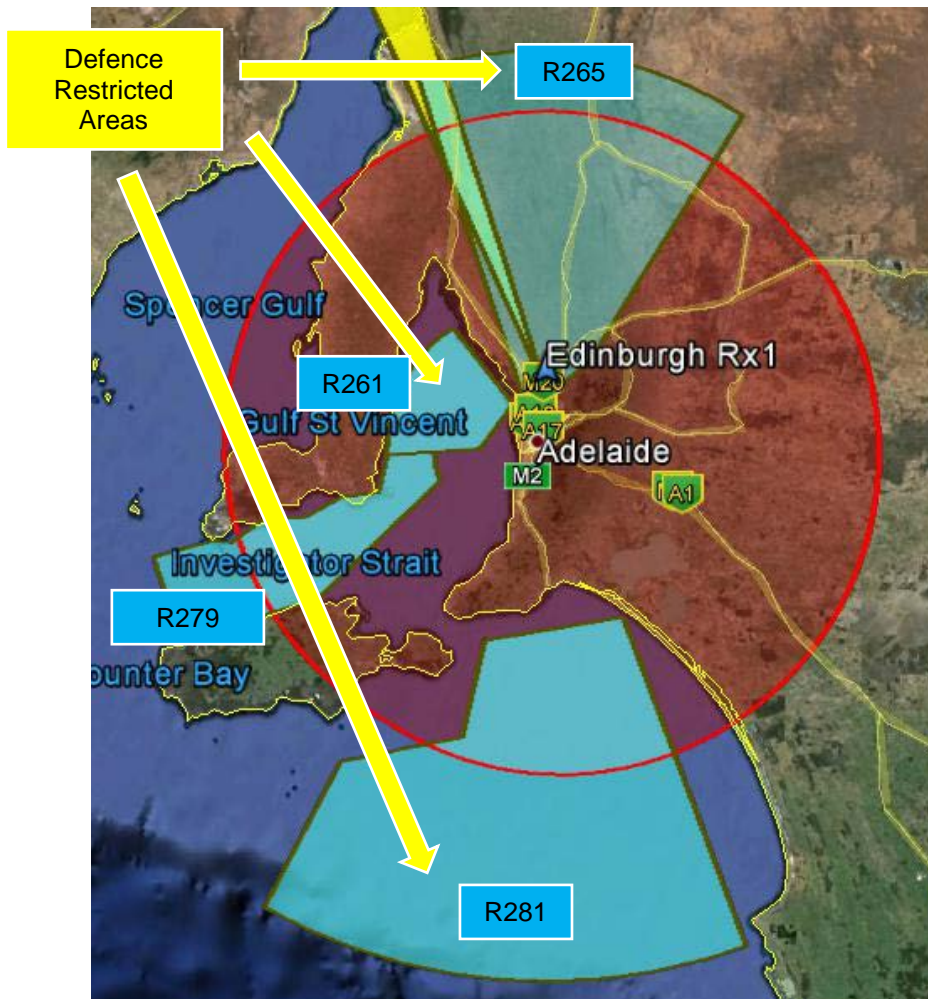 Defence
Restricted
Areas
R265
Spencer Gulf
Edinburgh Rx1
M20
R261
Gulf St Vincent
A17
Adelaide
M2
A1
Investigator Strait
R279
ounter Bay
R281